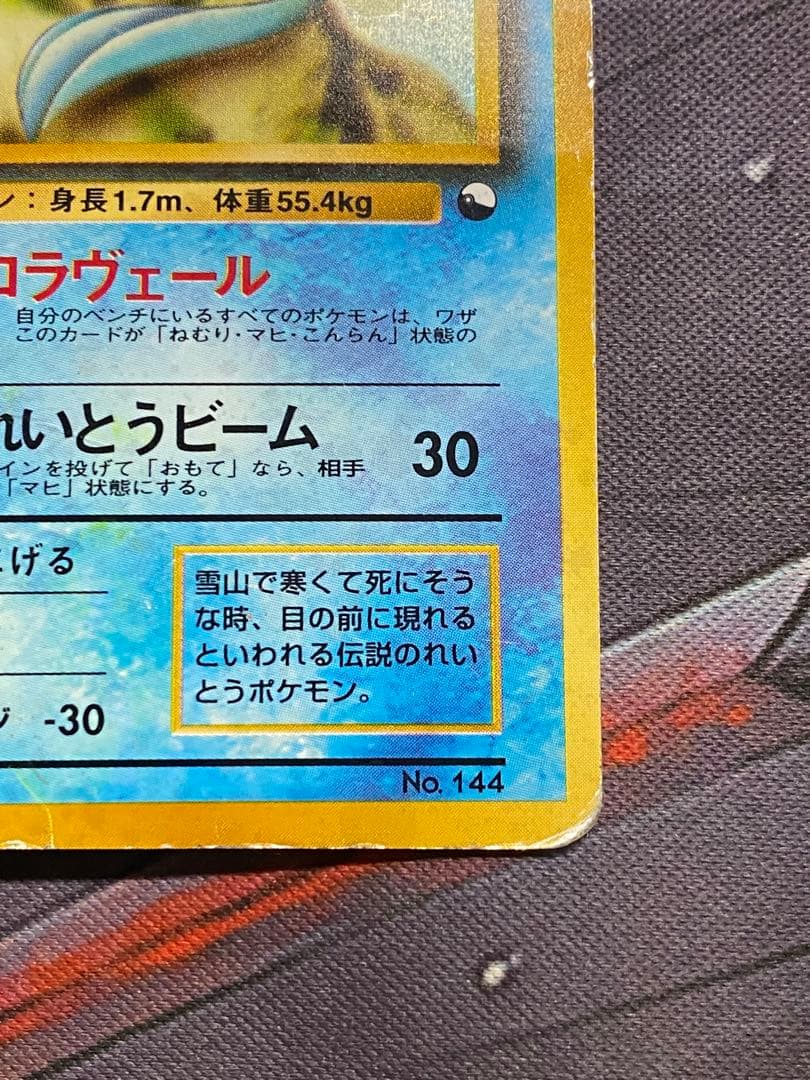 ン：身長1.7m、体重55.4kg
ロラヴェール
自分のベンチにいるすべてのポケモンは、ワザ
このカードが「ねむり・マヒ・こんらん」状態の
れいとうビーム 30
インを投げて「おもて」なら、相手
「マヒ」状態にする。
げる
雪山で寒くて死にそう
な時、目の前に現れる
といわれる伝説のれい
とうポケモン。
ジ -30
No. 144